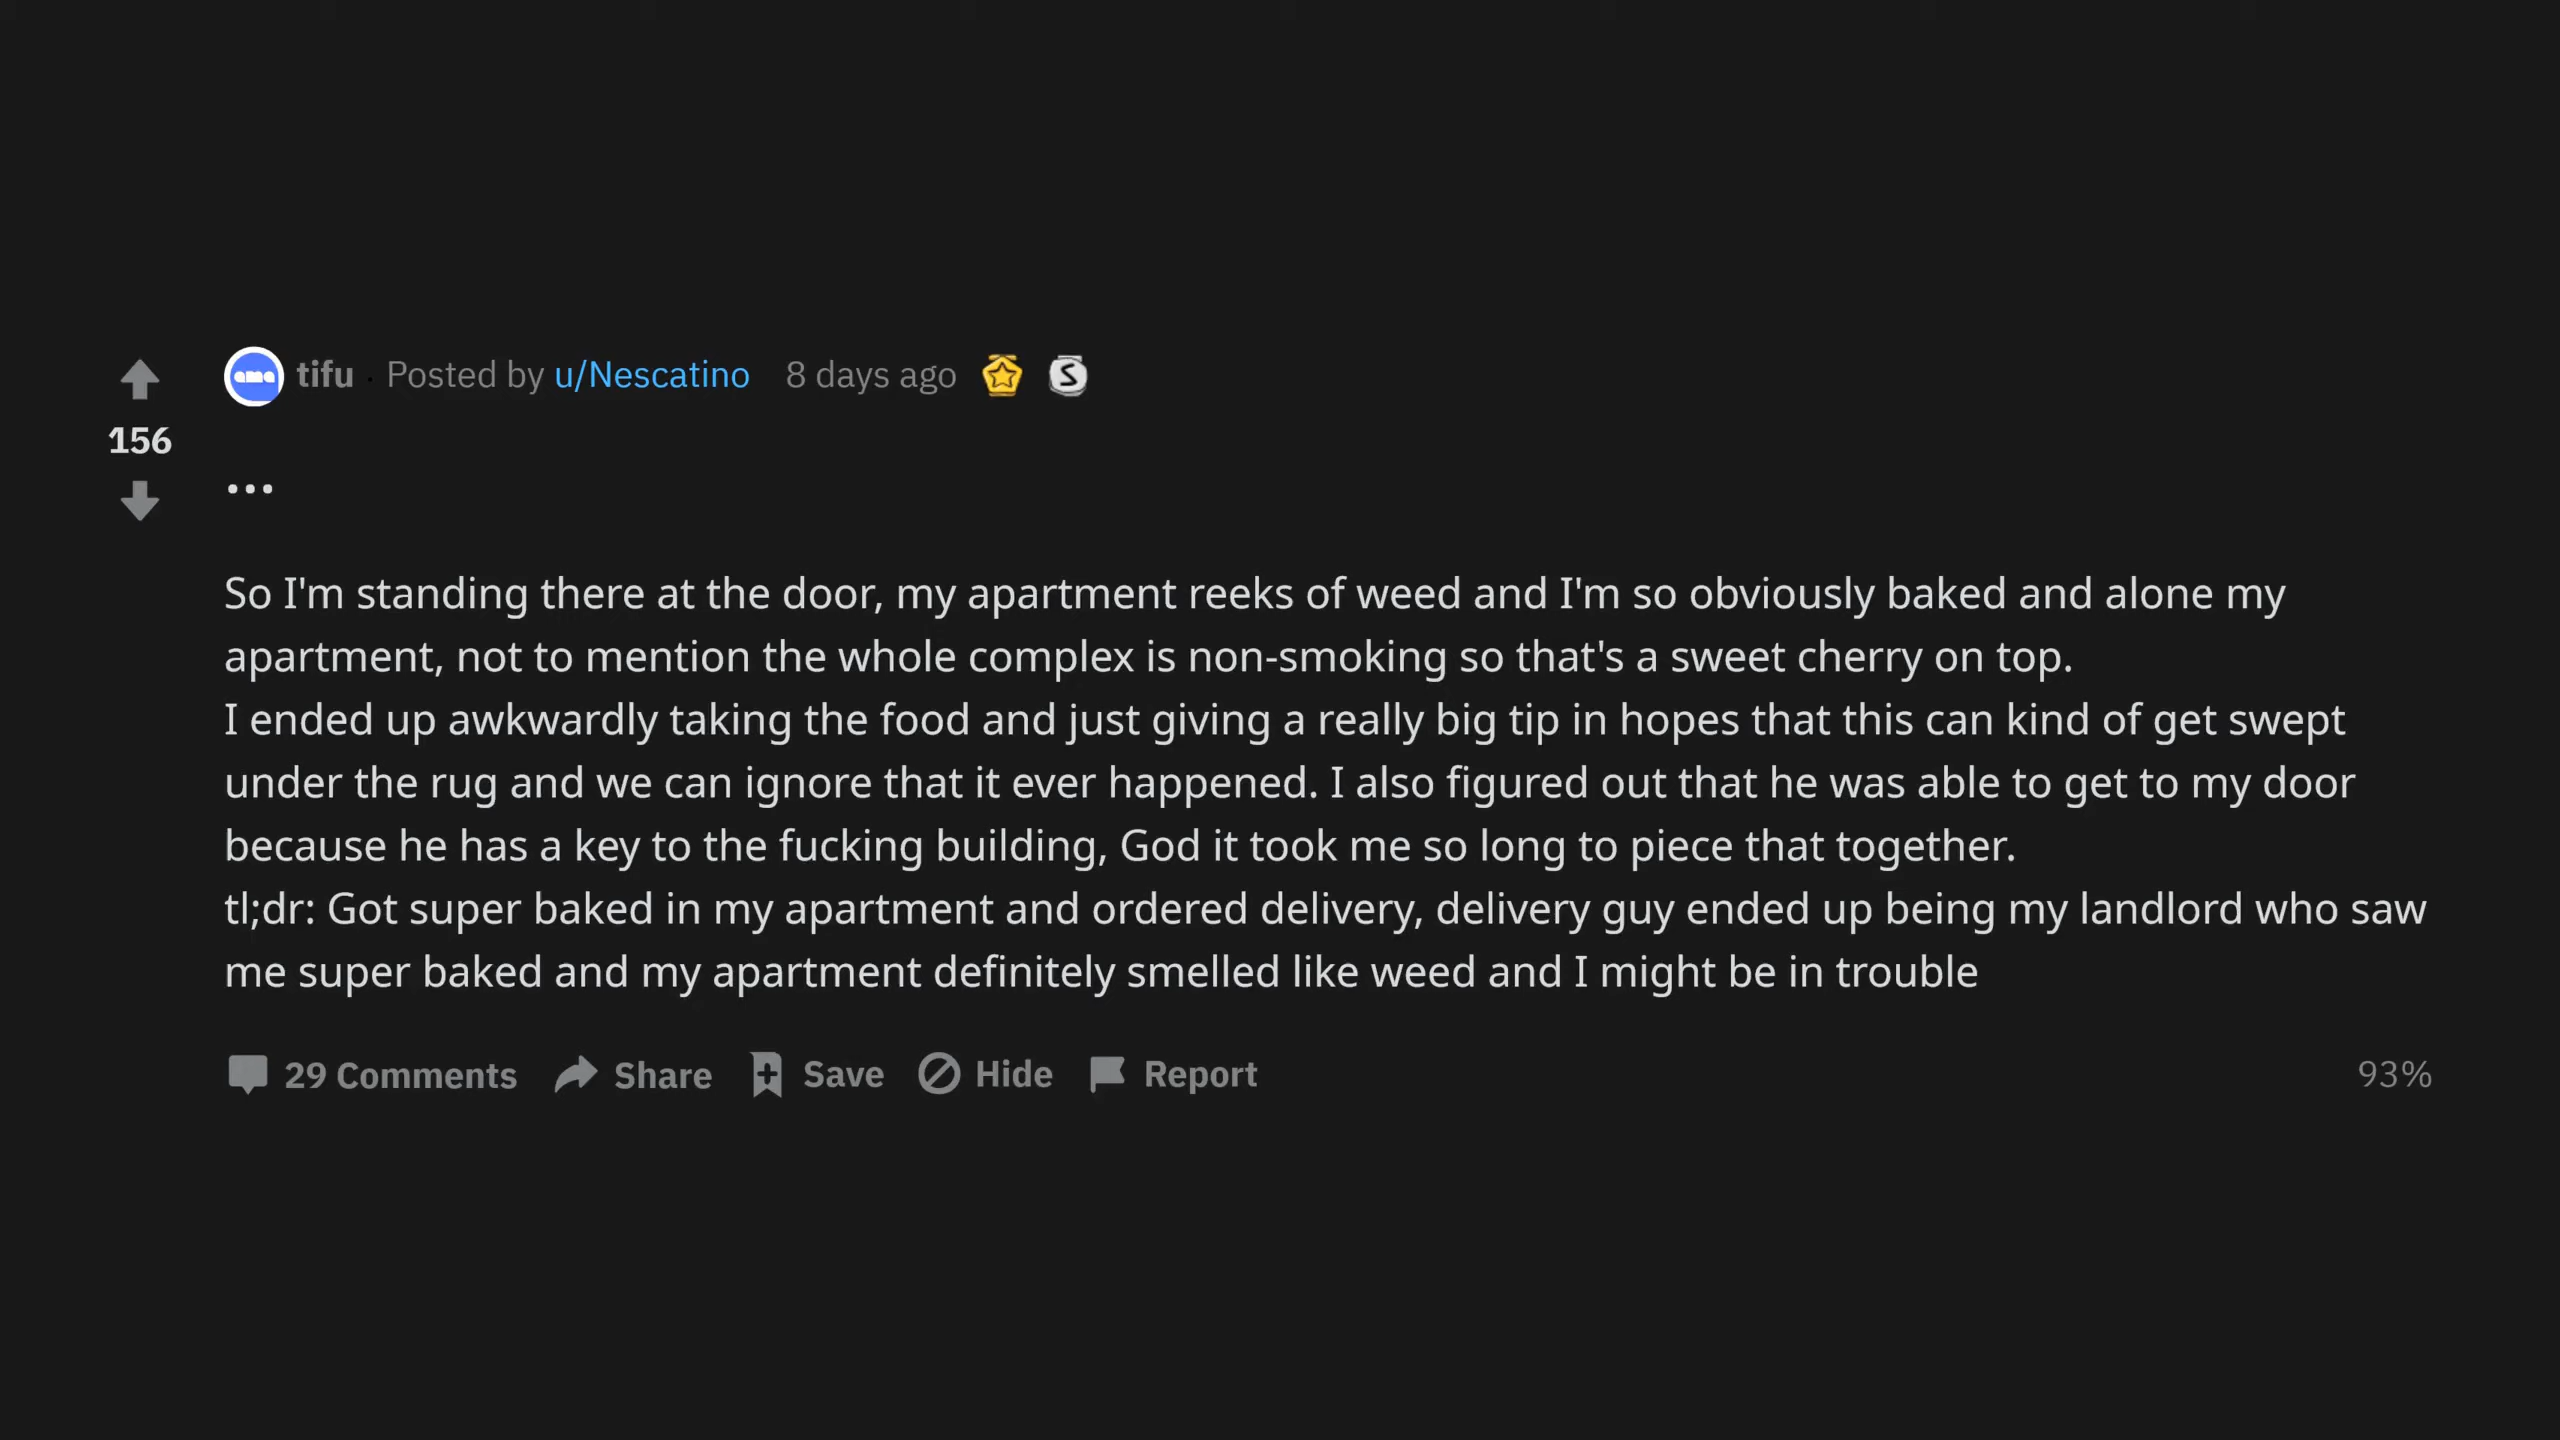 tifu · Posted by u/Nescatino 8 days ago
156
...
So I'm standing there at the door, my apartment reeks of weed and I'm so obviously baked and alone my
apartment, not to mention the whole complex is non-smoking so that's a sweet cherry on top.
I ended up awkwardly taking the food and just giving a really big tip in hopes that this can kind of get swept
under the rug and we can ignore that it ever happened. I also figured out that he was able to get to my door
because he has a key to the fucking building, God it took me so long to piece that together.
tl;dr: Got super baked in my apartment and ordered delivery, delivery guy ended up being my landlord who saw
me super baked and my apartment definitely smelled like weed and I might be in trouble
29 Comments Share Save Hide Report 93%